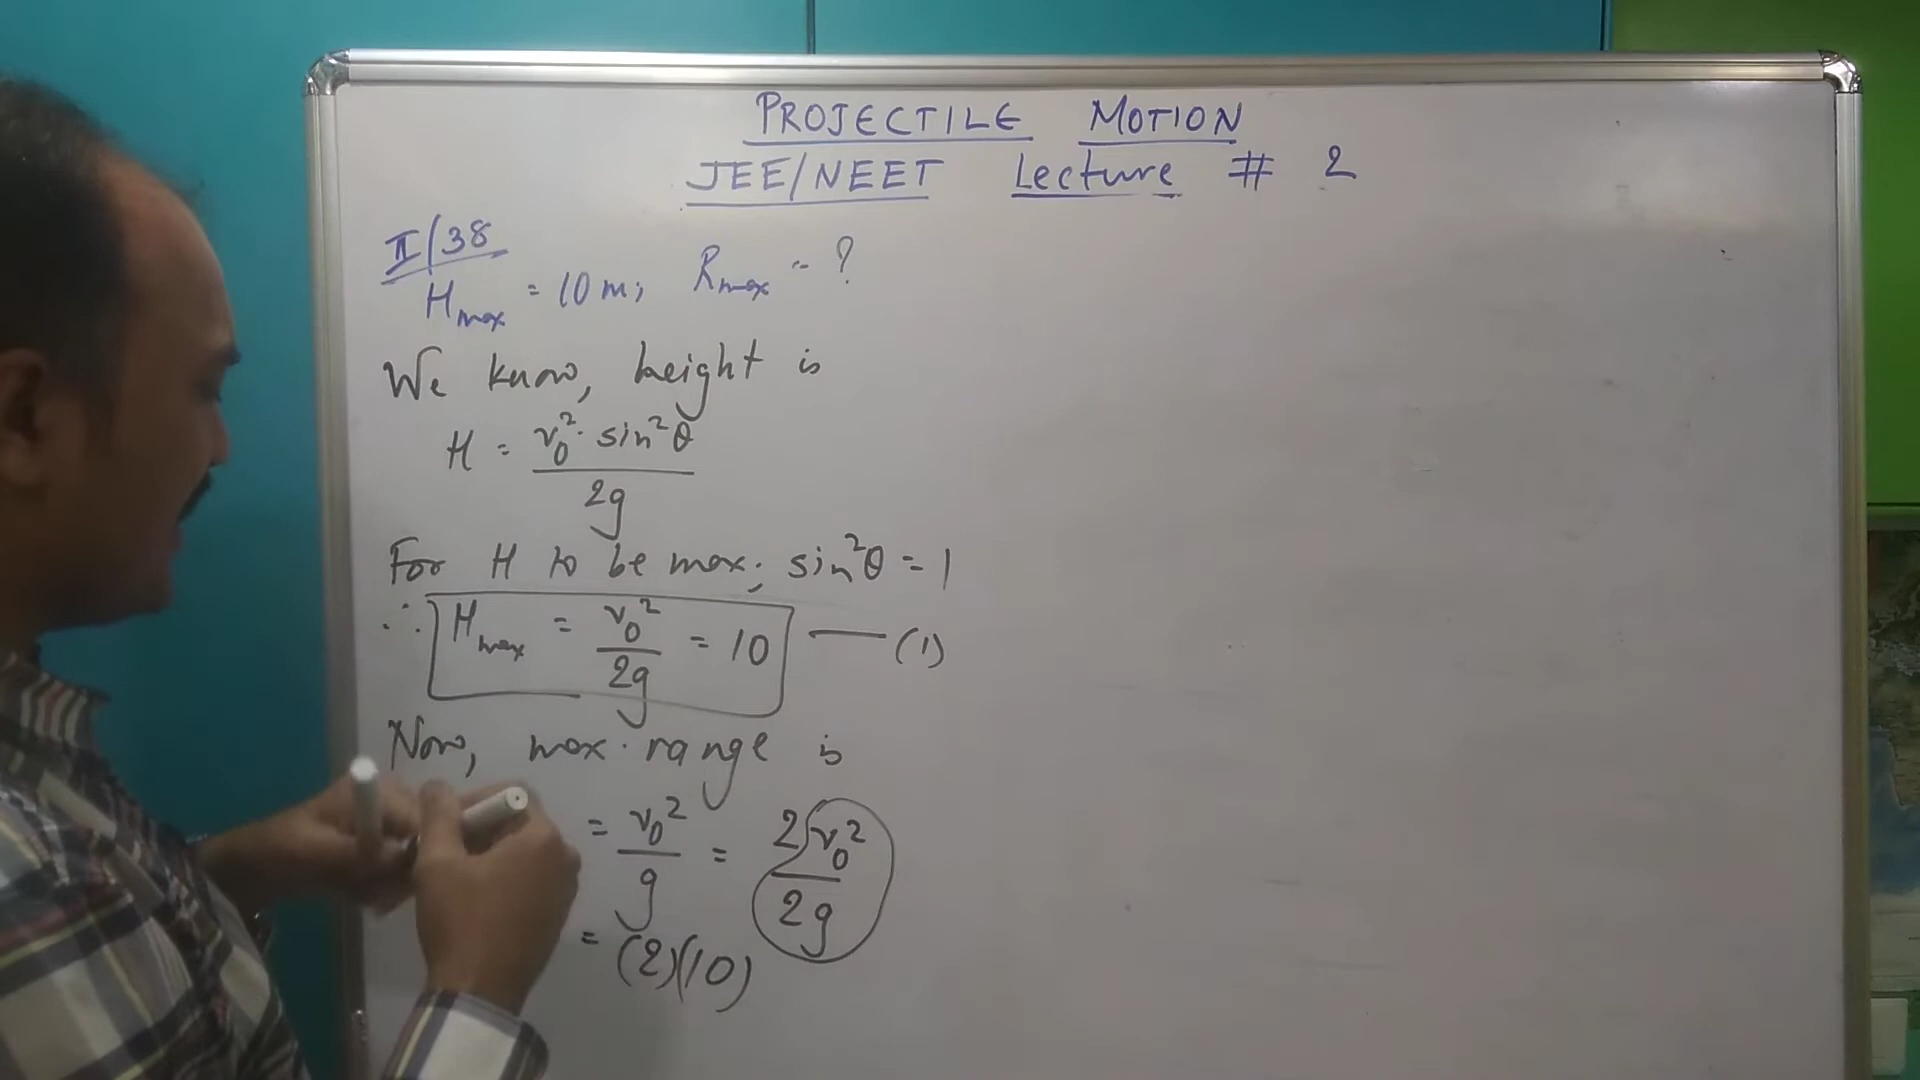 PROJECTILE MOTION
JEE/NEET Lecture # 2
II/38
Hmax = 10 m; Rmax = ?
We know, height is
H = v₀² · sin²θ / 2g
For H to be max; sin²θ = 1
∴ Hmax = v₀² / 2g = 10 — (1)
Now, max. range is
= v₀² / g = 2 v₀² / 2g
= (2)(10)